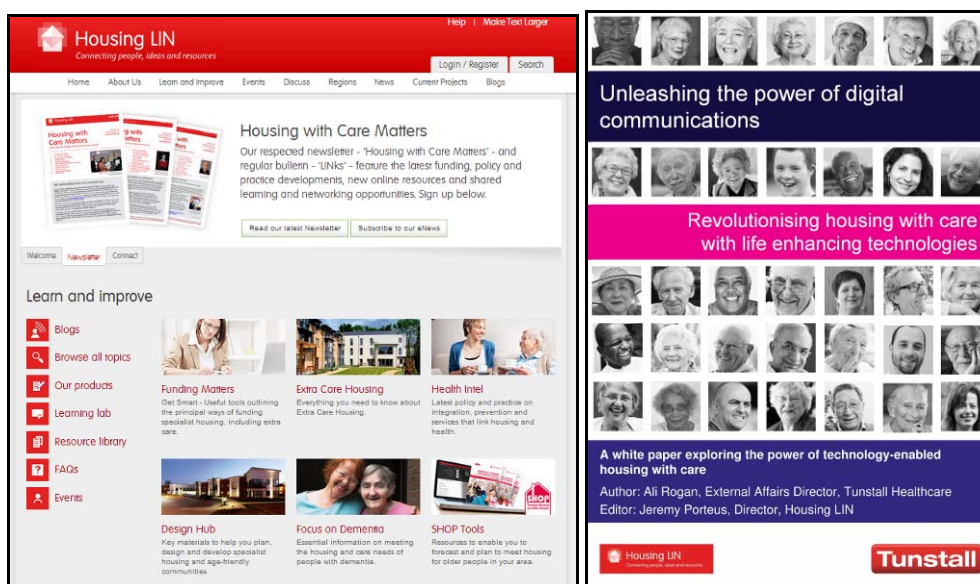 Help | Make Text Larger
Housing LIN
Connecting people, ideas and resources
Login / Register Search
Home About Us Learn and Improve Events Discuss Regions News Current Projects Blogs
Housing with Care Matters
Our respected newsletter - 'Housing with Care Matters' - and
regular bulletin - 'LINks' - feature the latest funding, policy and
practice developments, new online resources and shared
learning and networking opportunities. Sign up below.
Read our latest Newsletter Subscribe to our eNews
Housing with
Care Matters
Welcome Newsletter Connect
Learn and improve
Blogs
Browse all topics
Our products
Learning lab
Resource library
FAQs
Events
Funding Matters
Get Smart - Useful tools outlining
the principal ways of funding
specialist housing, including extra
care.
Extra Care Housing
Everything you need to know about
Extra Care Housing.
Health Intel
Latest policy and practice on
integration, prevention and
services that link housing and
health.
Design Hub
Key materials to help you plan,
design and develop specialist
housing and age-friendly
communities.
Focus on Dementia
Essential information on meeting
the housing and care needs of
people with dementia.
SHOP
SHOP Tools
Resources to enable you to
forecast and plan to meet housing
for older people in your area.
Unleashing the power of digital
communications
Revolutionising housing with care
with life enhancing technologies
A white paper exploring the power of technology-enabled
housing with care
Author: Ali Rogan, External Affairs Director, Tunstall Healthcare
Editor: Jeremy Porteus, Director, Housing LIN
Housing LIN
Connecting people, ideas and resources
Tunstall